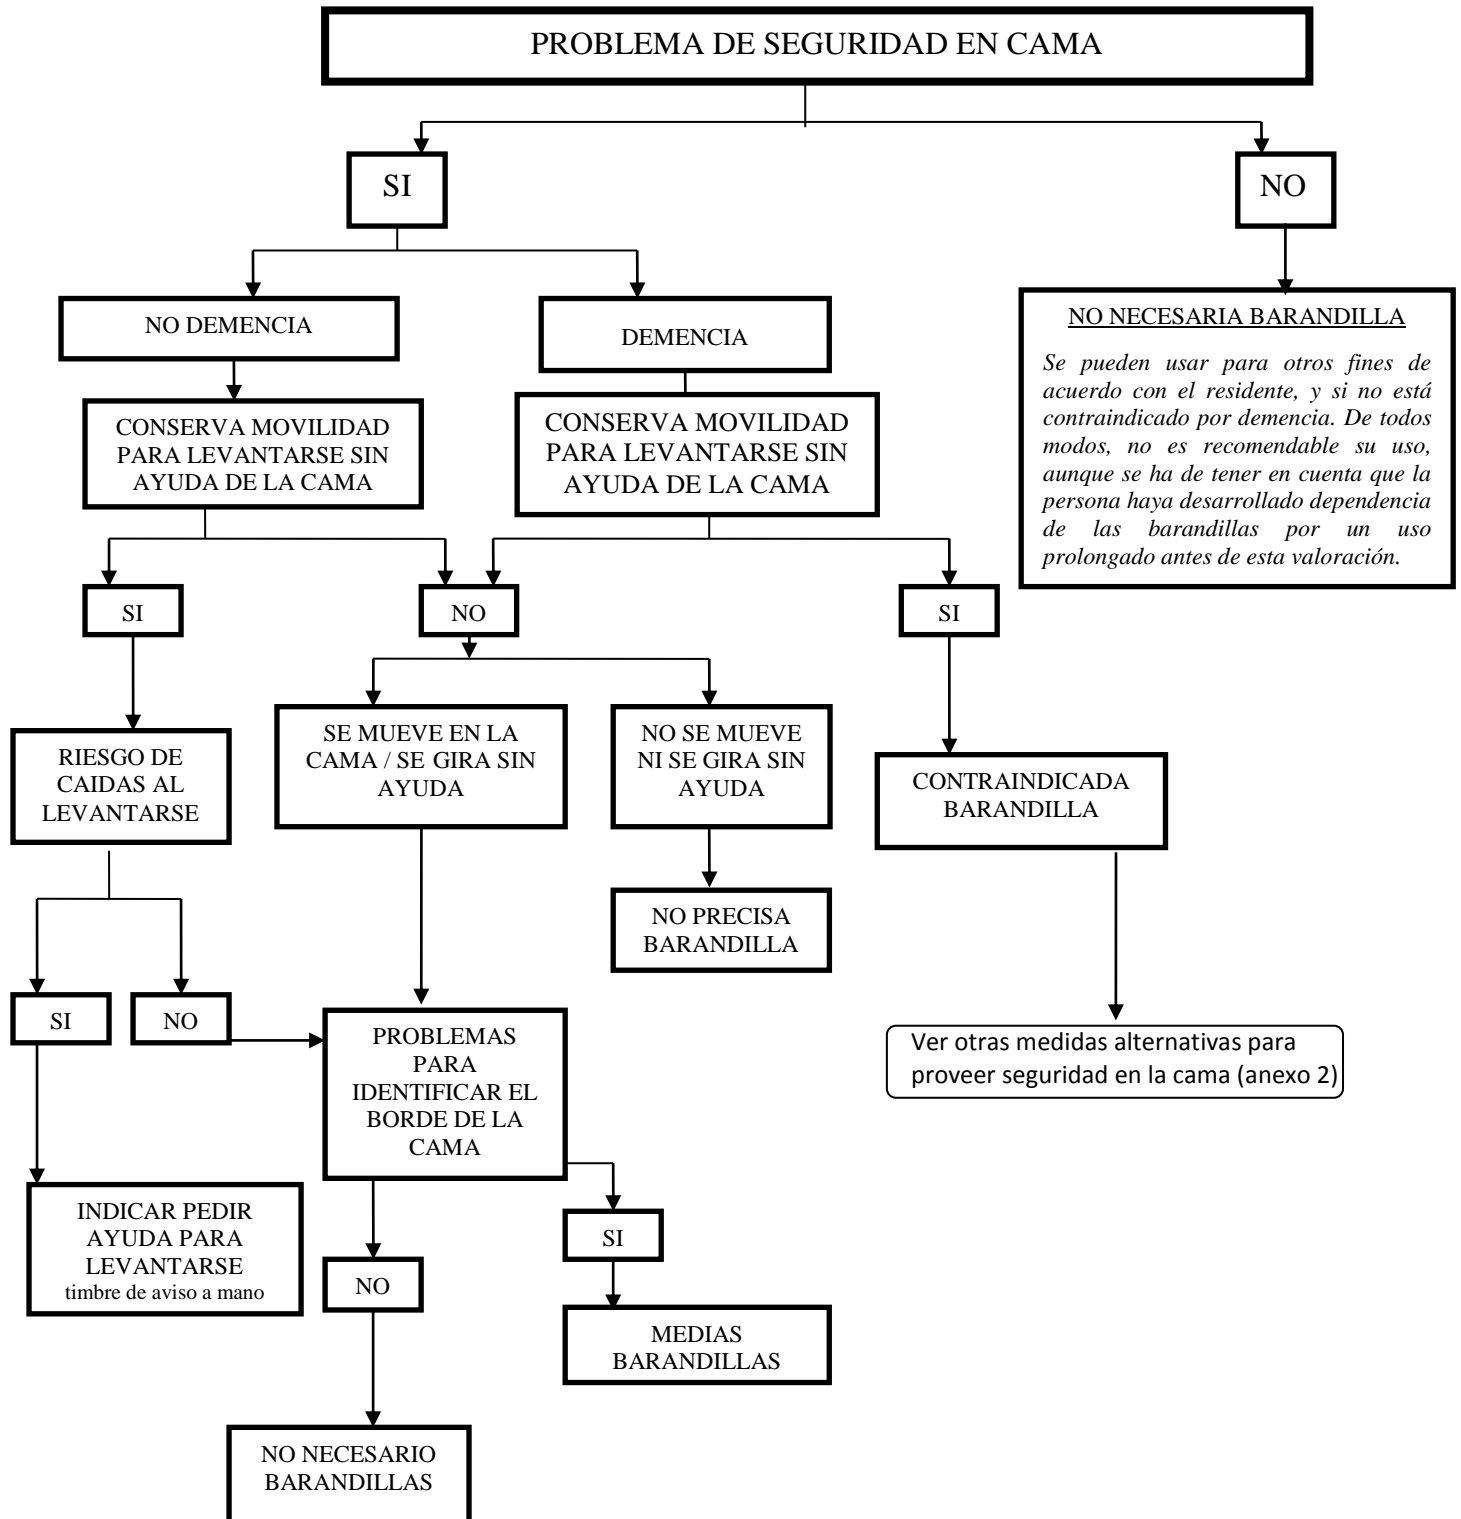 PROBLEMA DE SEGURIDAD EN CAMA
SI
NO
NO DEMENCIA
DEMENCIA
NO NECESARIA BARANDILLA
Se pueden usar para otros fines de
acuerdo con el residente, y si no está
contraindicado por demencia. De todos
modos, no es recomendable su uso,
aunque se ha de tener en cuenta que la
persona haya desarrollado dependencia
de las barandillas por un uso
prolongado antes de esta valoración.
CONSERVA MOVILIDAD
PARA LEVANTARSE SIN
AYUDA DE LA CAMA
CONSERVA MOVILIDAD
PARA LEVANTARSE SIN
AYUDA DE LA CAMA
SI
NO
SI
RIESGO DE
CAIDAS AL
LEVANTARSE
SE MUEVE EN LA
CAMA / SE GIRA SIN
AYUDA
NO SE MUEVE
NI SE GIRA SIN
AYUDA
CONTRAINDICADA
BARANDILLA
NO PRECISA
BARANDILLA
SI
NO
PROBLEMAS
PARA
IDENTIFICAR EL
BORDE DE LA
CAMA
Ver otras medidas alternativas para
proveer seguridad en la cama (anexo 2)
INDICAR PEDIR
AYUDA PARA
LEVANTARSE
timbre de aviso a mano
SI
NO
MEDIAS
BARANDILLAS
NO NECESARIO
BARANDILLAS